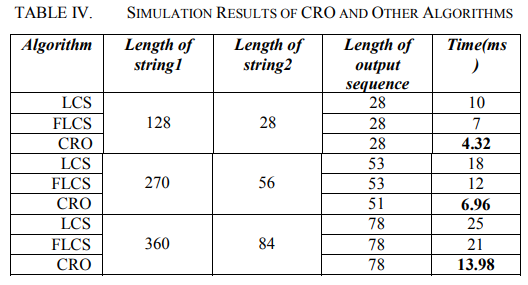 TABLE IV. SIMULATION RESULTS OF CRO AND OTHER ALGORITHMS
Algorithm Length of string1 Length of string2 Length of output sequence Time(ms )
LCS 28 10
FLCS 128 28 28 7
CRO 28 4.32
LCS 53 18
FLCS 270 56 53 12
CRO 51 6.96
LCS 78 25
FLCS 360 84 78 21
CRO 78 13.98